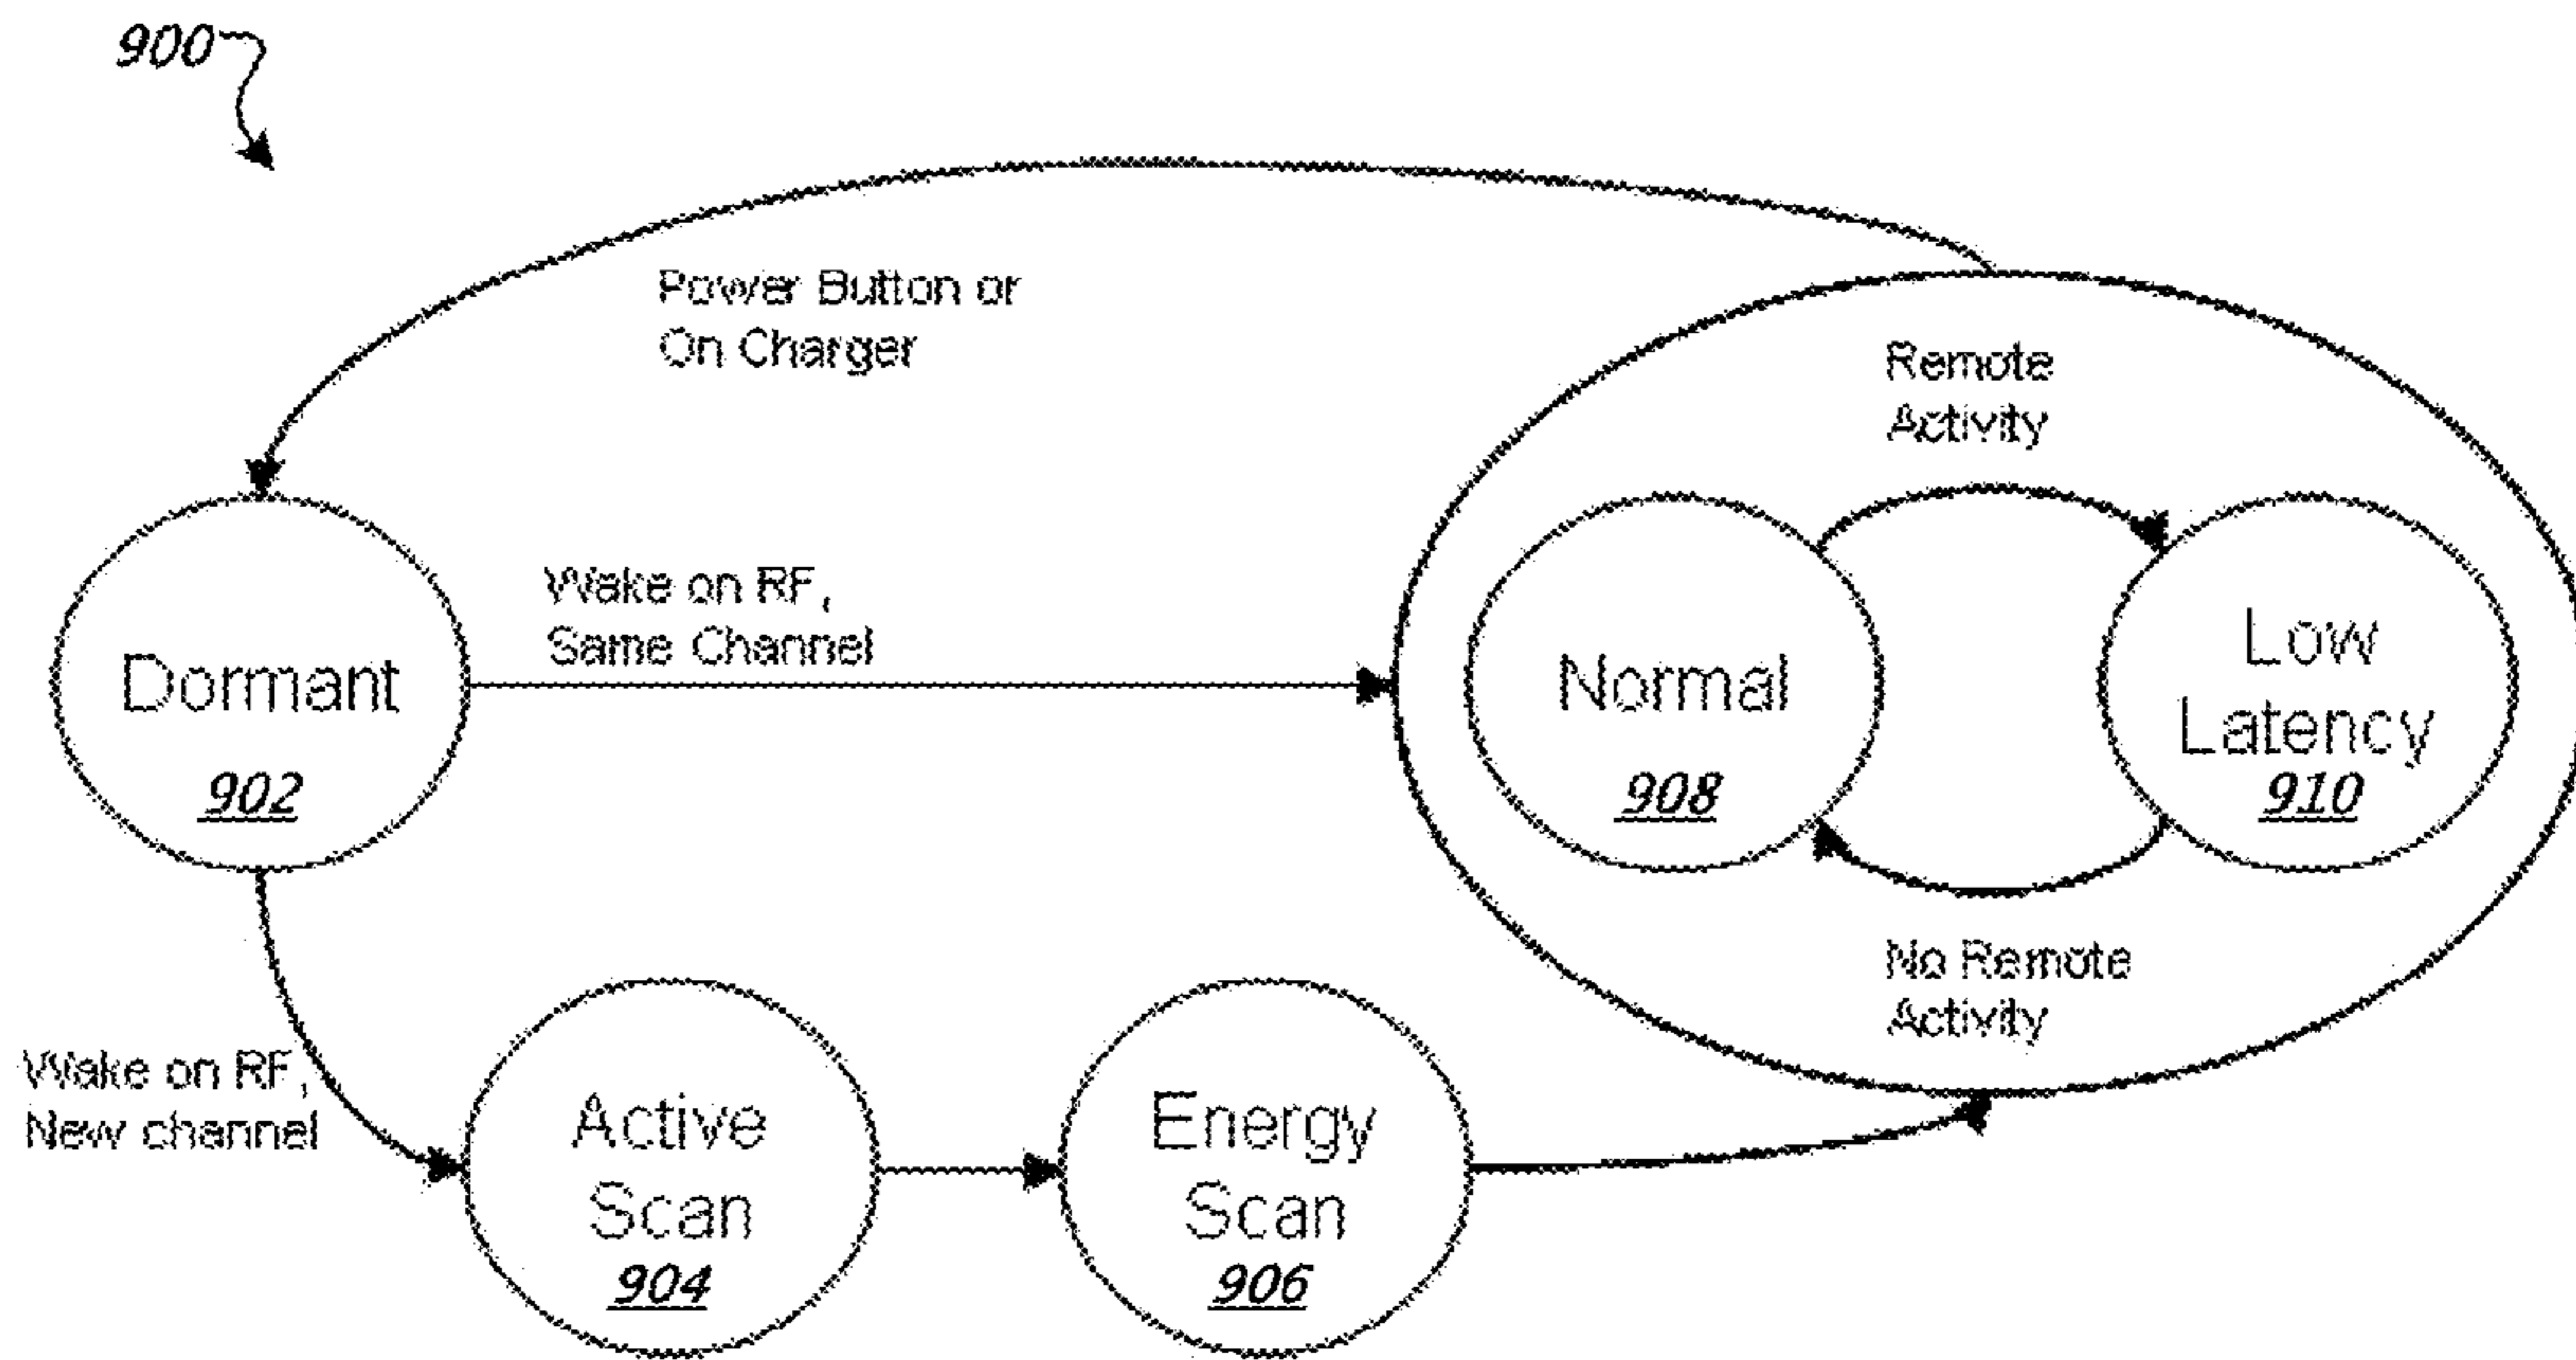 900
Power Button or
On Charger
Remote
Activity
Wake on RF,
Same Channel
Dormant
902
Normal
908
Low
Latency
910
No Remote
Activity
Wake on RF,
New channel
Active
Scan
904
Energy
Scan
906